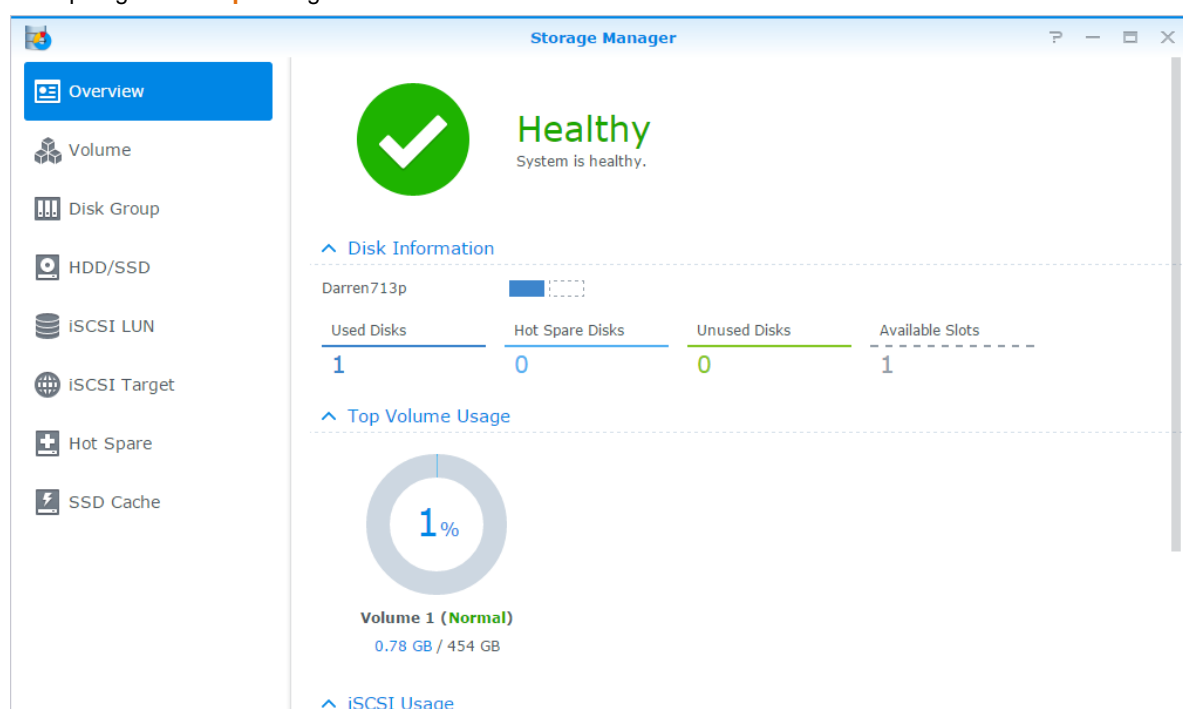 Storage Manager
Overview
Healthy
System is healthy.
Volume
Disk Group
Disk Information
HDD/SSD
Darren713p
iSCSI LUN
Used Disks Hot Spare Disks Unused Disks Available Slots
1 0 0 1
iSCSI Target
Top Volume Usage
Hot Spare
SSD Cache
1%
Volume 1 (Normal)
0.78 GB / 454 GB
iSCSI Usage